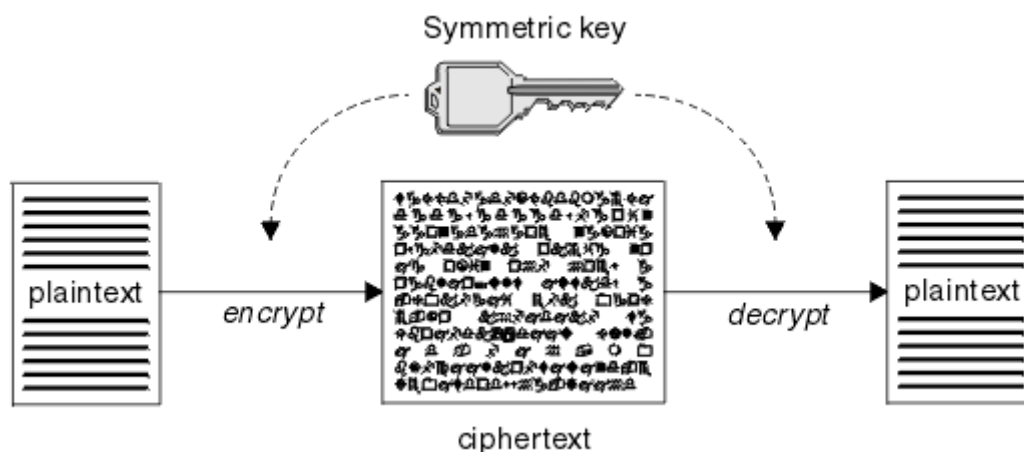 Symmetric key
plaintext
encrypt
decrypt
plaintext
ciphertext